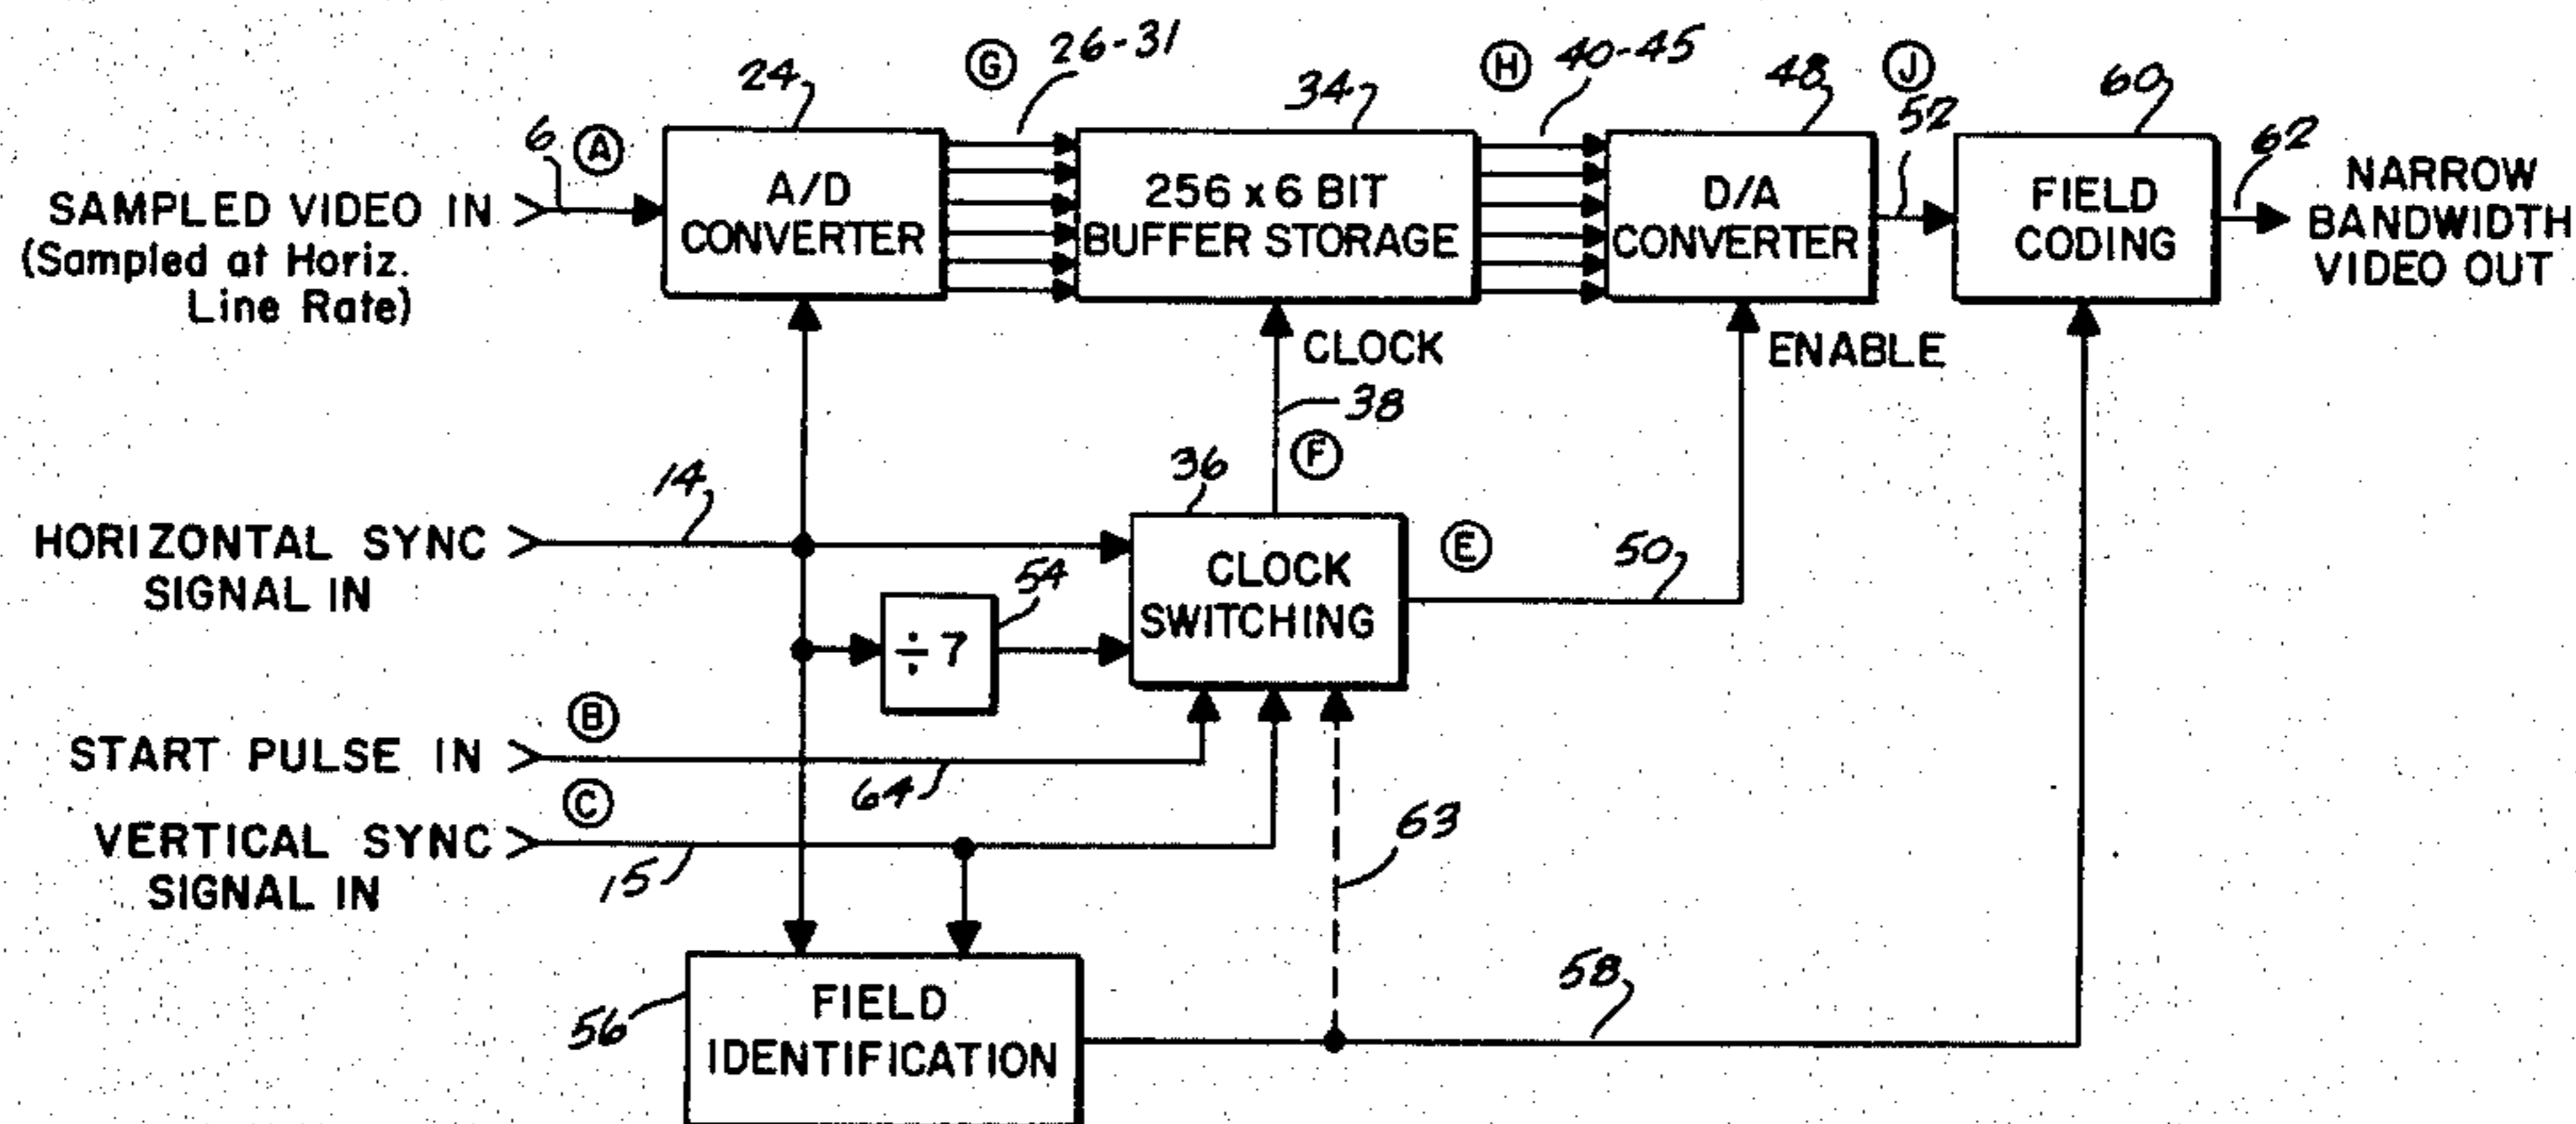 24
Ⓖ 26-31
34
Ⓗ 40-45
48
Ⓙ
52
60
62
6 Ⓐ
SAMPLED VIDEO IN
(Sampled at Horiz.
Line Rate)
A/D
CONVERTER
256 x 6 BIT
BUFFER STORAGE
D/A
CONVERTER
FIELD
CODING
NARROW
BANDWIDTH
VIDEO OUT
CLOCK
38
Ⓕ
ENABLE
14
HORIZONTAL SYNC
SIGNAL IN
36
CLOCK
SWITCHING
Ⓔ
50
54
÷ 7
Ⓑ
START PULSE IN
64
Ⓒ
VERTICAL SYNC
SIGNAL IN
15
63
56
FIELD
IDENTIFICATION
58